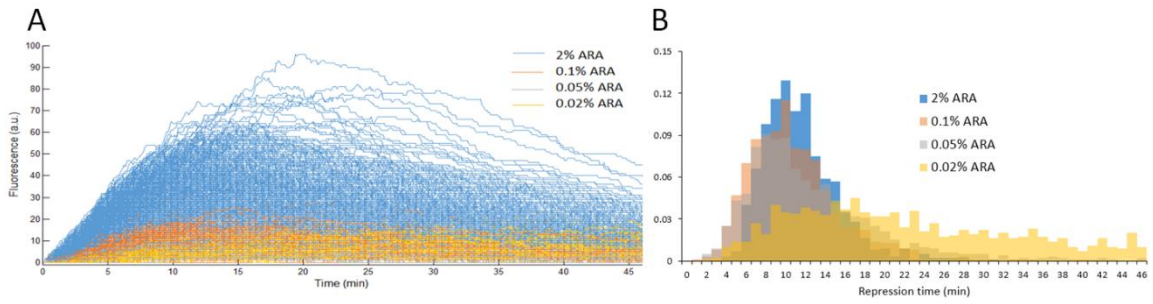 A
100
90
80
70
60
50
40
30
20
10
0
Fluorescence (a.u.)
0 5 10 15 20 25 30 35 40 45
Time (min)
2% ARA
0.1% ARA
0.05% ARA
0.02% ARA
B
0.15
0.12
0.09
0.06
0.03
0
0 2 4 6 8 10 12 14 16 18 20 22 24 26 28 30 32 34 36 38 40 42 44 46
Repression time (min)
2% ARA
0.1% ARA
0.05% ARA
0.02% ARA